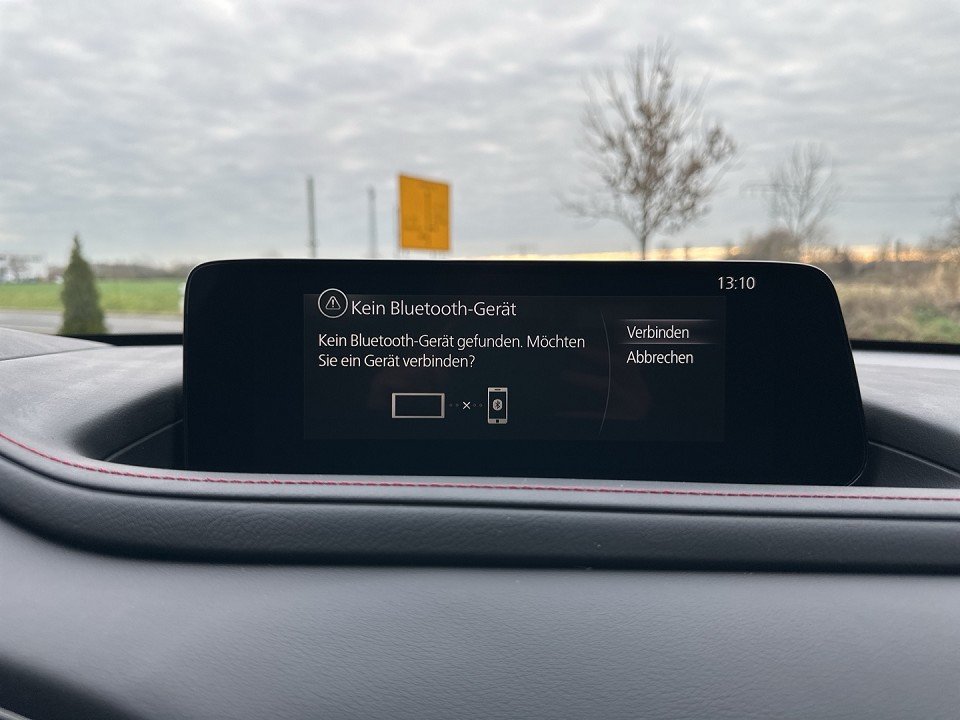 13:10
Kein Bluetooth-Gerät
Kein Bluetooth-Gerät gefunden. Möchten
Sie ein Gerät verbinden?
Verbinden
Abbrechen